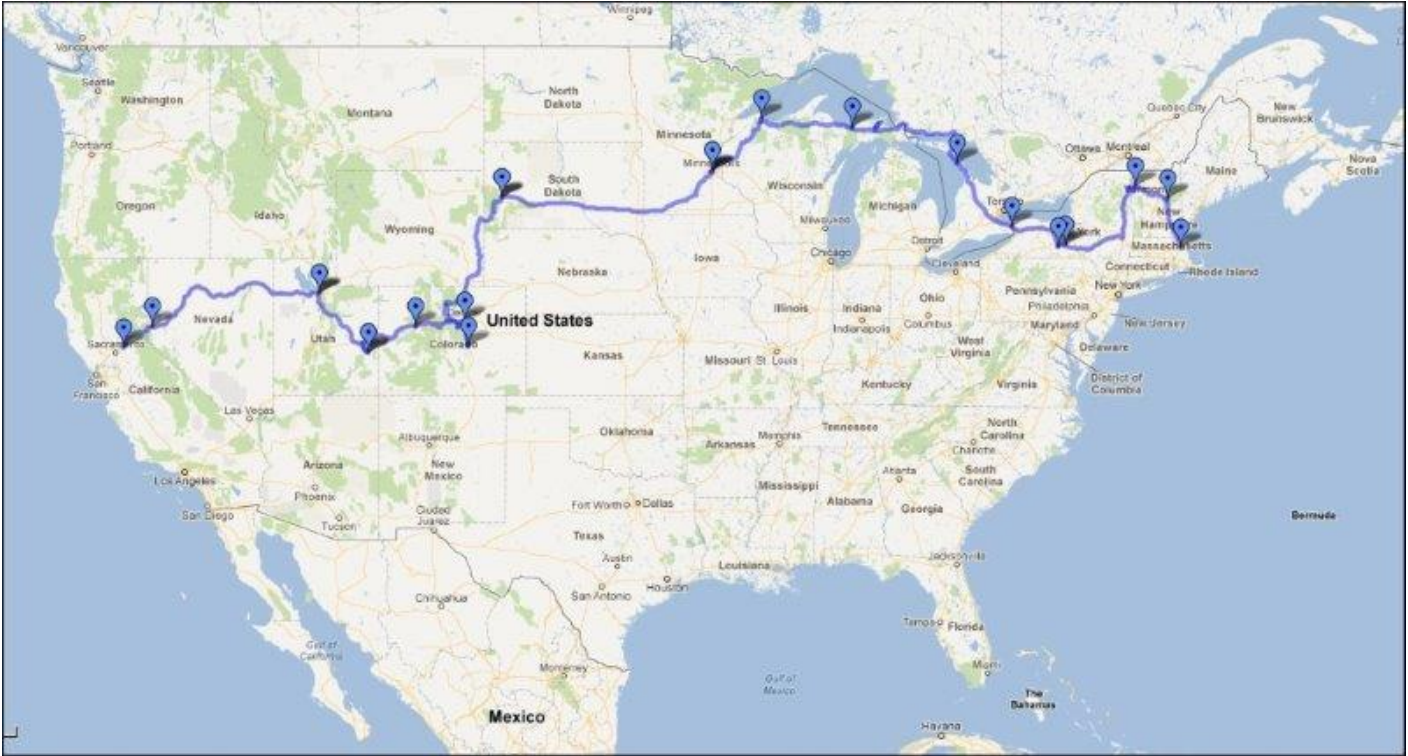 Winnipeg
Vancouver
Seattle
Washington
North
Dakota
Montana
Quebec City
New
Brunswick
Minnesota
Portland
Ottawa
Montreal
Maine
Nova
Scotia
South
Dakota
Wisconsin
Oregon
Idaho
Michigan
New
Hampshire
Wyoming
Milwaukee
Detroit
Massachusetts
Chicago
Iowa
Cleveland
Connecticut
Rhode Island
Nebraska
Pennsylvania
New York
Nevada
Illinois
Indiana
Ohio
Philadelphia
United States
Indianapolis
Columbus
Maryland
New Jersey
Utah
Colorado
Kansas
Missouri
St. Louis
West
Virginia
Delaware
District of
Columbia
San
Francisco
California
Kentucky
Virginia
Las Vegas
Albuquerque
Oklahoma
Arkansas
Memphis
Tennessee
North
Carolina
Charlotte
Los Angeles
Arizona
New
Mexico
Atlanta
South
Carolina
Phoenix
Mississippi
Alabama
Georgia
San Diego
Tucson
Ciudad
Juarez
Fort Worth
Dallas
Bermuda
Texas
Austin
Louisiana
Jacksonville
San Antonio
Houston
Chihuahua
Tampa
Florida
Gulf of
California
Monterrey
Miami
Gulf of
Mexico
The
Bahamas
Mexico
Havana